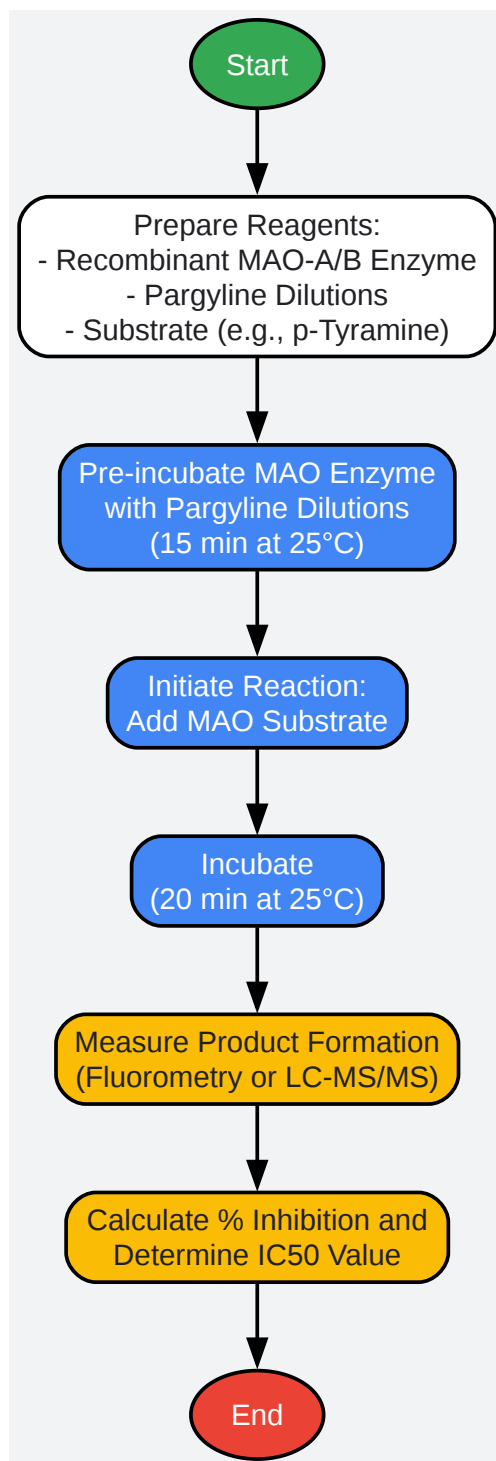 Start
Prepare Reagents:
- Recombinant MAO-A/B Enzyme
- Pargyline Dilutions
- Substrate (e.g., p-Tyramine)
Pre-incubate MAO Enzyme
with Pargyline Dilutions
(15 min at 25°C)
Initiate Reaction:
Add MAO Substrate
Incubate
(20 min at 25°C)
Measure Product Formation
(Fluorometry or LC-MS/MS)
Calculate % Inhibition and
Determine IC50 Value
End